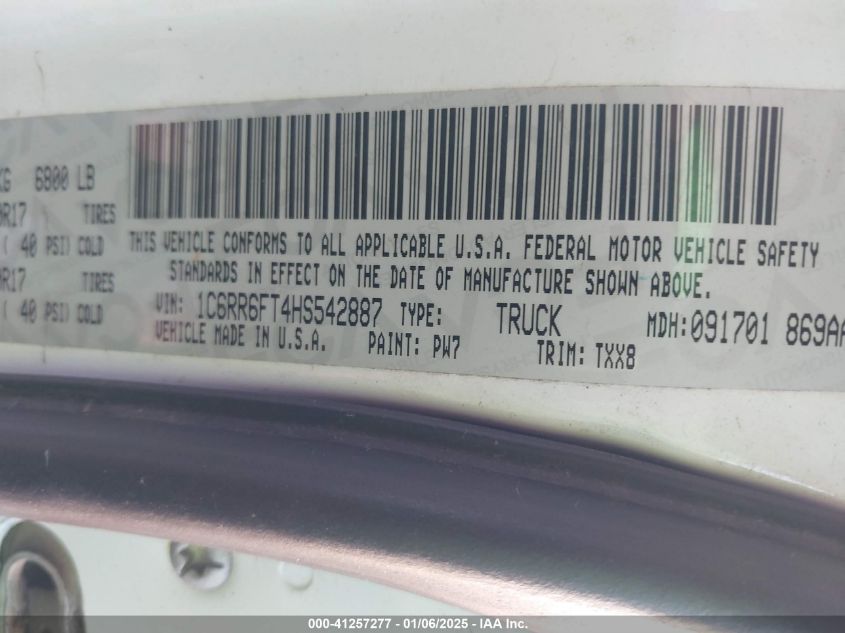 KG 6800 LB
R17 TIRES
( 40 PSI) COLD
R17 TIRES
( 40 PSI) COLD
THIS VEHICLE CONFORMS TO ALL APPLICABLE U.S.A. FEDERAL MOTOR VEHICLE SAFETY
STANDARDS IN EFFECT ON THE DATE OF MANUFACTURE SHOWN ABOVE.
VIN: 1C6RR6FT4HS542887 TYPE: TRUCK MDH:091701 869AA
VEHICLE MADE IN U.S.A. PAINT: PW7 TRIM: TXX8
000-41257277 - 01/06/2025 - IAA Inc.